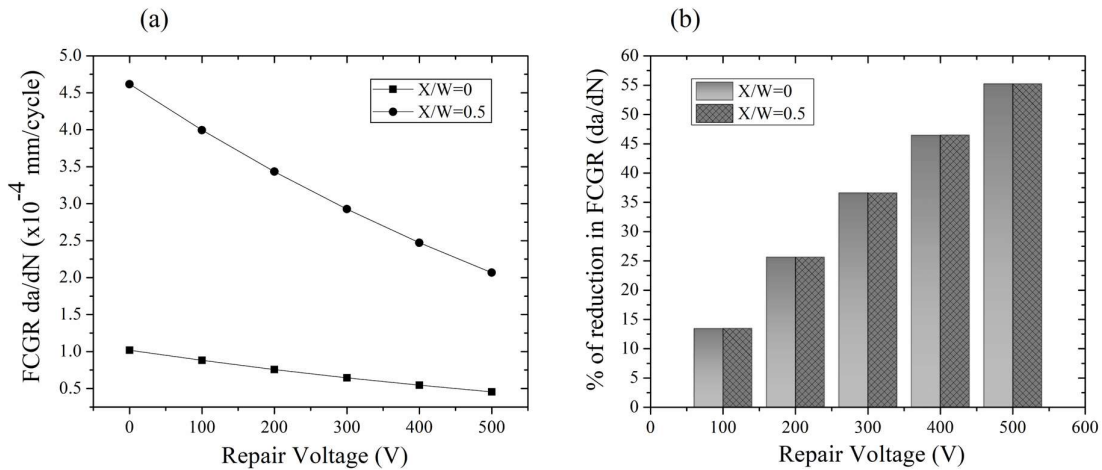 (a)
FCGR da/dN (x10⁻⁴ mm/cycle)
5.0
4.5
4.0
3.5
3.0
2.5
2.0
1.5
1.0
0.5
X/W=0
X/W=0.5
0 100 200 300 400 500
Repair Voltage (V)
(b)
% of reduction in FCGR (da/dN)
60
55
50
45
40
35
30
25
20
15
10
5
0
X/W=0
X/W=0.5
0 100 200 300 400 500 600
Repair Voltage (V)